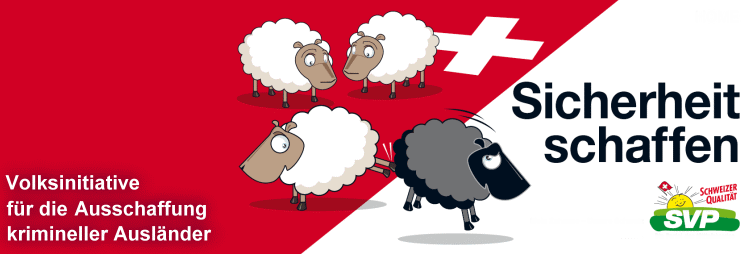 Sicherheit
schaffen
Volksinitiative
für die Ausschaffung
krimineller Ausländer
SCHWEIZER
QUALITÄT
SVP